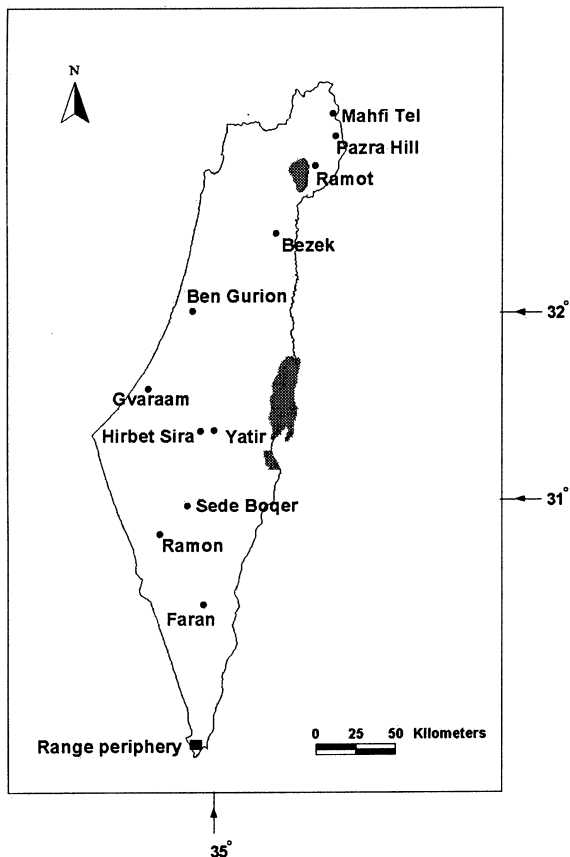 N
Mahfi Tel
Pazra Hill
Ramot
Bezek
Ben Gurion
32°
Gvaraam
Hirbet Sira
Yatir
31°
Sede Boqer
Ramon
Faran
0 25 50 Kilometers
Range periphery
35°